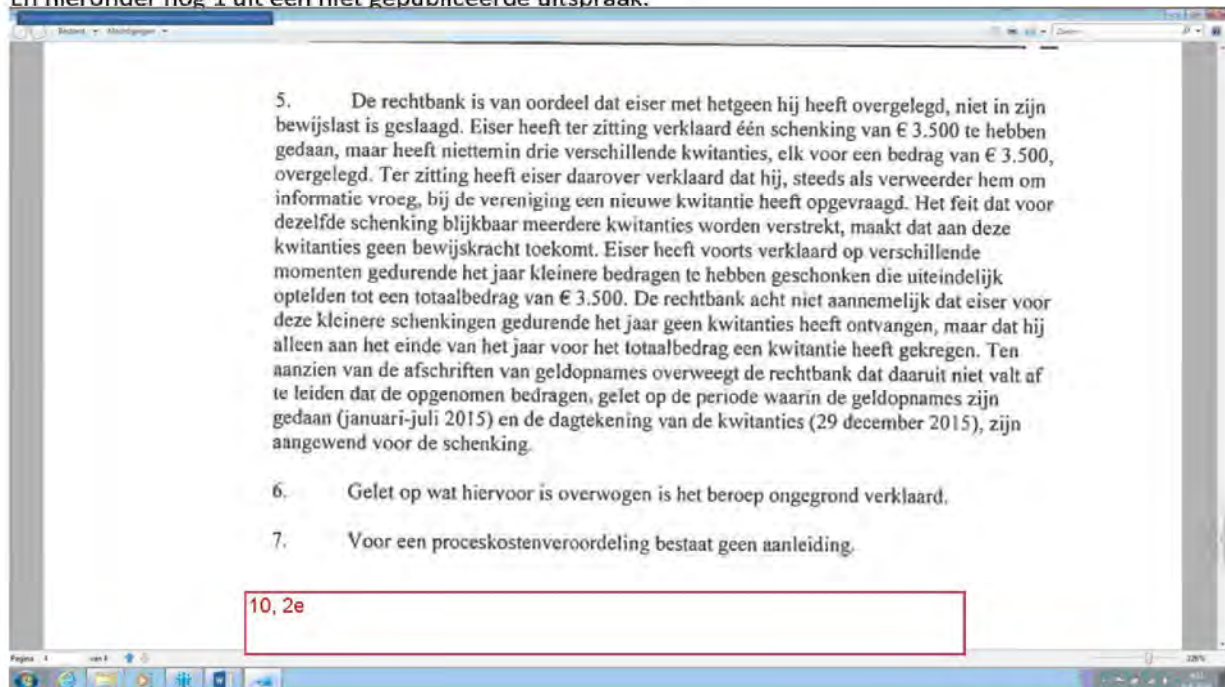 En hieronder nog 1 uit een niet gepubliceerde uitspraak.
5. De rechtbank is van oordeel dat eiser met hetgeen hij heeft overgelegd, niet in zijn
bewijslast is geslaagd. Eiser heeft ter zitting verklaard één schenking van € 3.500 te hebben
gedaan, maar heeft niettemin drie verschillende kwitanties, elk voor een bedrag van € 3.500,
overgelegd. Ter zitting heeft eiser daarover verklaard dat hij, steeds als verweerder hem om
informatie vroeg, bij de vereniging een nieuwe kwitantie heeft opgevraagd. Het feit dat voor
dezelfde schenking blijkbaar meerdere kwitanties worden verstrekt, maakt dat aan deze
kwitanties geen bewijskracht toekomt. Eiser heeft voorts verklaard op verschillende
momenten gedurende het jaar kleinere bedragen te hebben geschonken die uiteindelijk
optelden tot een totaalbedrag van € 3.500. De rechtbank acht niet aannemelijk dat eiser voor
deze kleinere schenkingen gedurende het jaar geen kwitanties heeft ontvangen, maar dat hij
alleen aan het einde van het jaar voor het totaalbedrag een kwitantie heeft gekregen. Ten
aanzien van de afschriften van geldopnames overweegt de rechtbank dat daaruit niet valt af
te leiden dat de opgenomen bedragen, gelet op de periode waarin de geldopnames zijn
gedaan (januari-juli 2015) en de dagtekening van de kwitanties (29 december 2015), zijn
aangewend voor de schenking.
6. Gelet op wat hiervoor is overwogen is het beroep ongegrond verklaard.
7. Voor een proceskostenveroordeling bestaat geen aanleiding.
10, 2e